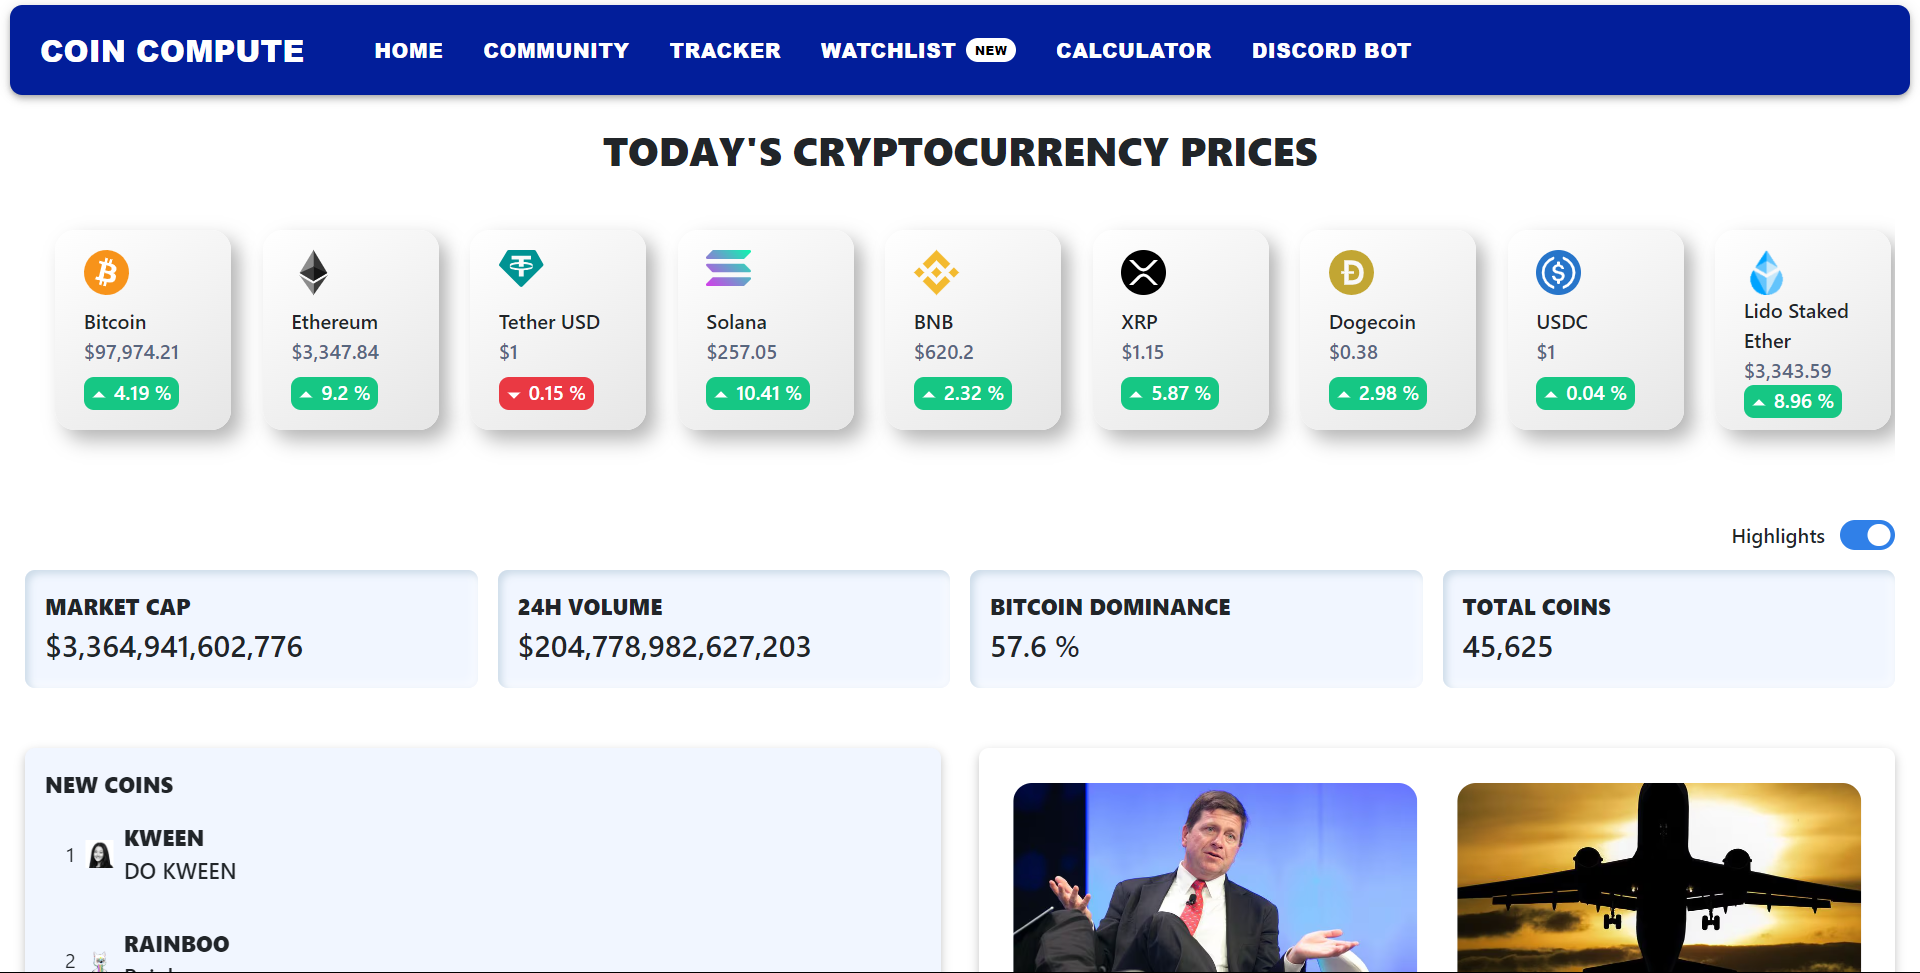 COIN COMPUTE HOME COMMUNITY TRACKER WATCHLIST NEW CALCULATOR DISCORD BOT
TODAY'S CRYPTOCURRENCY PRICES
Bitcoin
$97,974.21
4.19 %
Ethereum
$3,347.84
9.2 %
Tether USD
$1
0.15 %
Solana
$257.05
10.41 %
BNB
$620.2
2.32 %
XRP
$1.15
5.87 %
Dogecoin
$0.38
2.98 %
USDC
$1
0.04 %
Lido Staked
Ether
$3,343.59
8.96 %
Highlights
MARKET CAP
$3,364,941,602,776
24H VOLUME
$204,778,982,627,203
BITCOIN DOMINANCE
57.6 %
TOTAL COINS
45,625
NEW COINS
1
KWEEN
DO KWEEN
2
RAINBOO